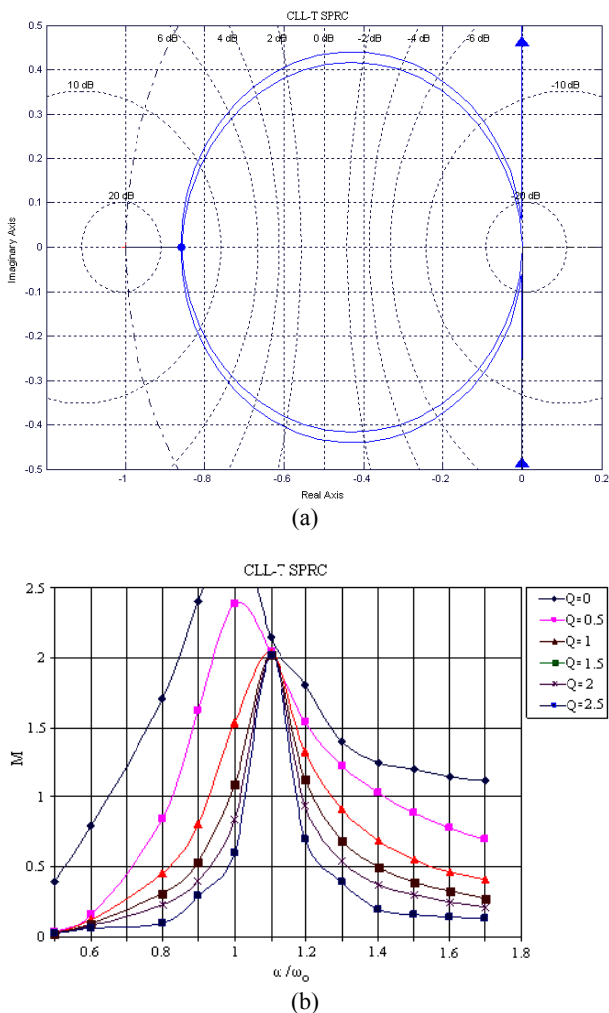 CLL-T SPRC
6 dB 4 dB 2 dB 0 dB -2 dB -4 dB -6 dB
10 dB -10 dB
20 dB -20 dB
0.5
0.4
0.3
0.2
0.1
0
-0.1
-0.2
-0.3
-0.4
-0.5
Imaginary Axis
-1 -0.8 -0.6 -0.4 -0.2 0 0.2
Real Axis
(a)
CLL-T SPRC
2.5
2
1.5
1
0.5
0
M
0.6 0.8 1 1.2 1.4 1.6 1.8
α/ωo
Q=0
Q=0.5
Q=1
Q=1.5
Q=2
Q=2.5
(b)